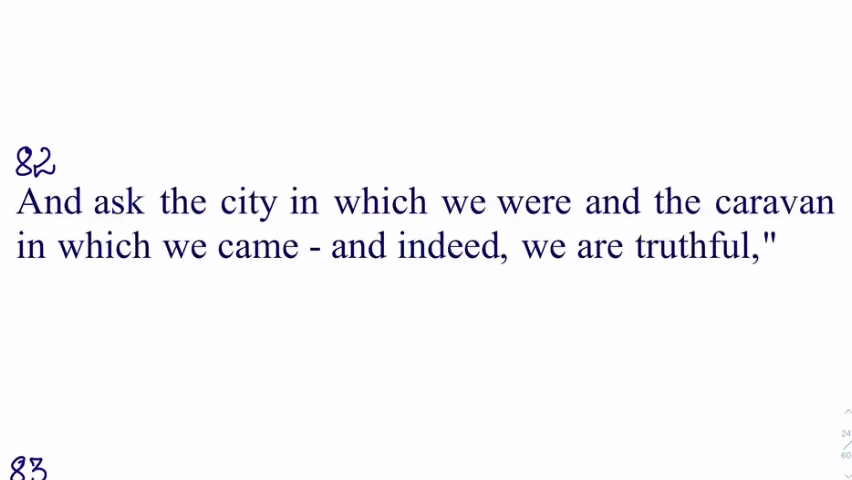 82
And ask the city in which we were and the caravan
in which we came - and indeed, we are truthful,"
83
24
60